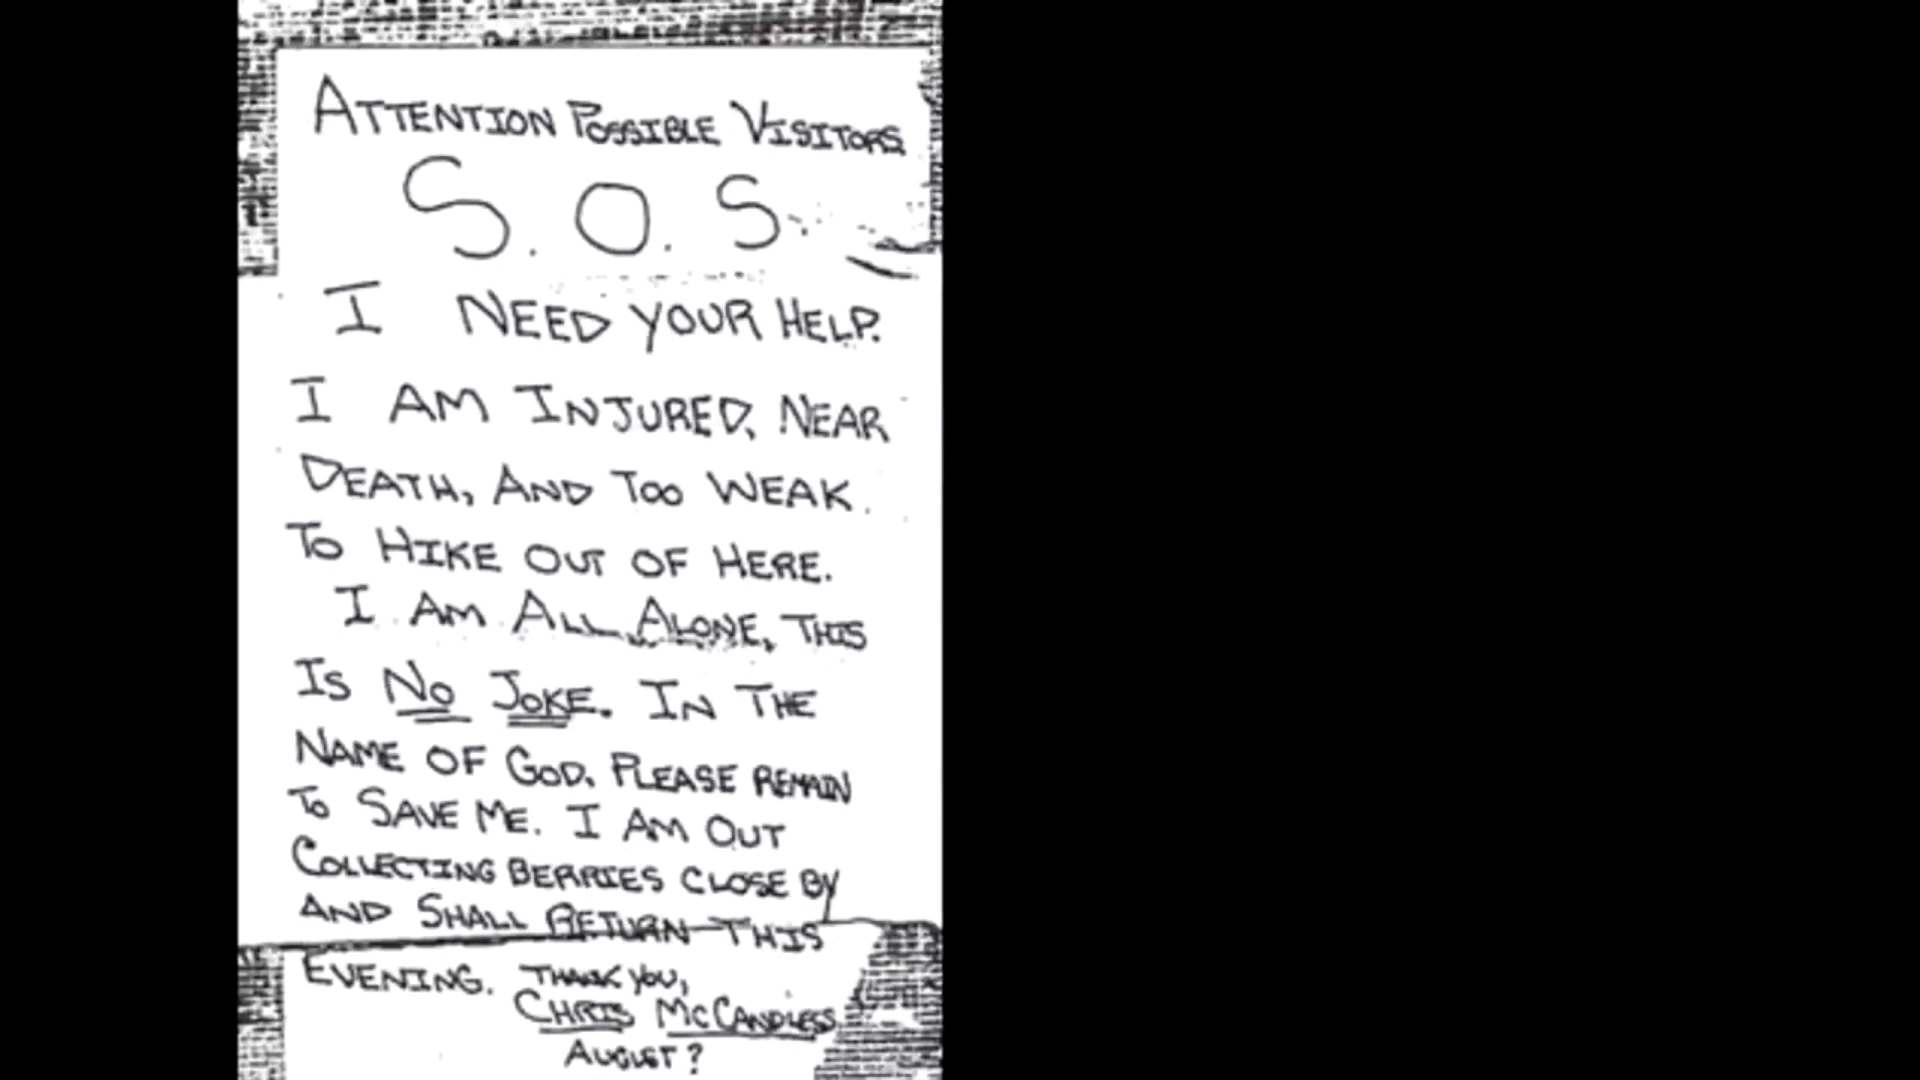 ATTENTION POSSIBLE VISITORS
S.O.S.
I NEED YOUR HELP.
I AM INJURED, NEAR
DEATH, AND TOO WEAK
TO HIKE OUT OF HERE.
I AM ALL ALONE, THIS
IS NO JOKE. IN THE
NAME OF GOD, PLEASE REMAIN
TO SAVE ME. I AM OUT
COLLECTING BERRIES CLOSE BY
AND SHALL RETURN THIS
EVENING. THANK YOU,
CHRIS MCCANDLESS
AUGUST?